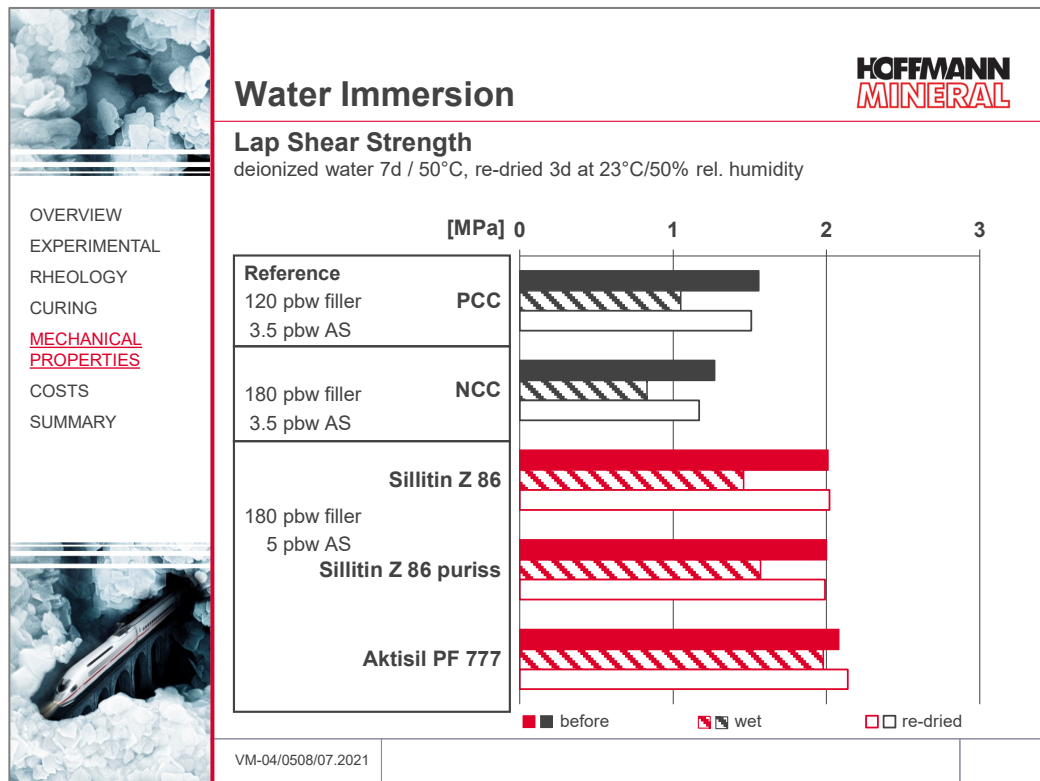 Water Immersion
HOFFMANN
MINERAL
Lap Shear Strength
deionized water 7d / 50°C, re-dried 3d at 23°C/50% rel. humidity
OVERVIEW
EXPERIMENTAL
RHEOLOGY
CURING
MECHANICAL
PROPERTIES
COSTS
SUMMARY
[MPa] 0 1 2 3
Reference
120 pbw filler PCC
3.5 pbw AS
180 pbw filler NCC
3.5 pbw AS
Sillitin Z 86
180 pbw filler
5 pbw AS
Sillitin Z 86 puriss
Aktisil PF 777
before wet re-dried
VM-04/0508/07.2021